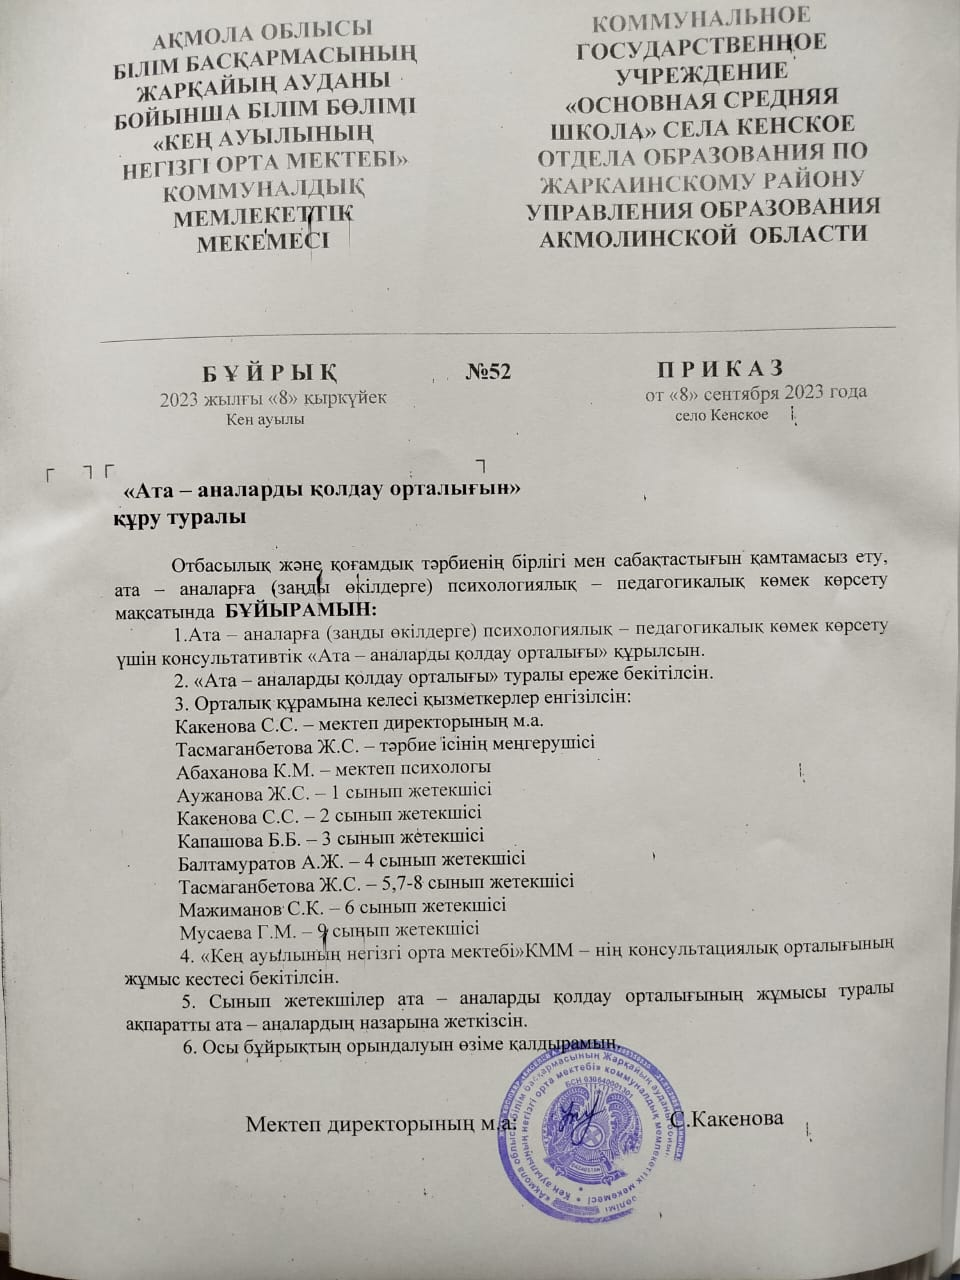 АҚМОЛА ОБЛЫСЫ
БІЛІМ БАСҚАРМАСЫНЫҢ
ЖАРҚАЙЫҢ АУДАНЫ
БОЙЫНША БІЛІМ БӨЛІМІ
«КЕҢ АУЫЛЫНЫҢ
НЕГІЗГІ ОРТА МЕКТЕБІ»
КОММУНАЛДЫҚ
МЕМЛЕКЕТТІК
МЕКЕМЕСІ
КОММУНАЛЬНОЕ
ГОСУДАРСТВЕННОЕ
УЧРЕЖДЕНИЕ
«ОСНОВНАЯ СРЕДНЯЯ
ШКОЛА» СЕЛА КЕНСКОЕ
ОТДЕЛА ОБРАЗОВАНИЯ ПО
ЖАРКАИНСКОМУ РАЙОНУ
УПРАВЛЕНИЯ ОБРАЗОВАНИЯ
АКМОЛИНСКОЙ ОБЛАСТИ
Б Ұ Й Р Ы Қ №52 П Р И К А З
2023 жылғы «8» қыркүйек от «8» сентября 2023 года
Кен ауылы село Кенское
«Ата – аналарды қолдау орталығын»
құру туралы
Отбасылық және қоғамдық тәрбиенің бірлігі мен сабақтастығын қамтамасыз ету,
ата – аналарға (заңды өкілдерге) психологиялық – педагогикалық көмек көрсету
мақсатында БҰЙЫРАМЫН:
1.Ата – аналарға (заңды өкілдерге) психологиялық – педагогикалық көмек көрсету
үшін консультативтік «Ата – аналарды қолдау орталығы» құрылсын.
2. «Ата – аналарды қолдау орталығы» туралы ереже бекітілсін.
3. Орталық құрамына келесі қызметкерлер енгізілсін:
Какенова С.С. – мектеп директорының м.а.
Тасмаганбетова Ж.С. – тәрбие ісінің меңгерушісі
Абаханова К.М. – мектеп психологы
Аужанова Ж.С. – 1 сынып жетекшісі
Какенова С.С. – 2 сынып жетекшісі
Капашова Б.Б. – 3 сынып жетекшісі
Балтамуратов А.Ж. – 4 сынып жетекшісі
Тасмаганбетова Ж.С. – 5,7-8 сынып жетекшісі
Мажиманов С.К. – 6 сынып жетекшісі
Мусаева Г.М. – 9 сынып жетекшісі
4. «Кең ауылының негізгі орта мектебі»КММ – нің консультациялық орталығының
жұмыс кестесі бекітілсін.
5. Сынып жетекшілер ата – аналарды қолдау орталығының жұмысы туралы
ақпаратты ата – аналардың назарына жеткізсін.
6. Осы бұйрықтың орындалуын өзіме қалдырамын.
Мектеп директорының м.а: С.Какенова